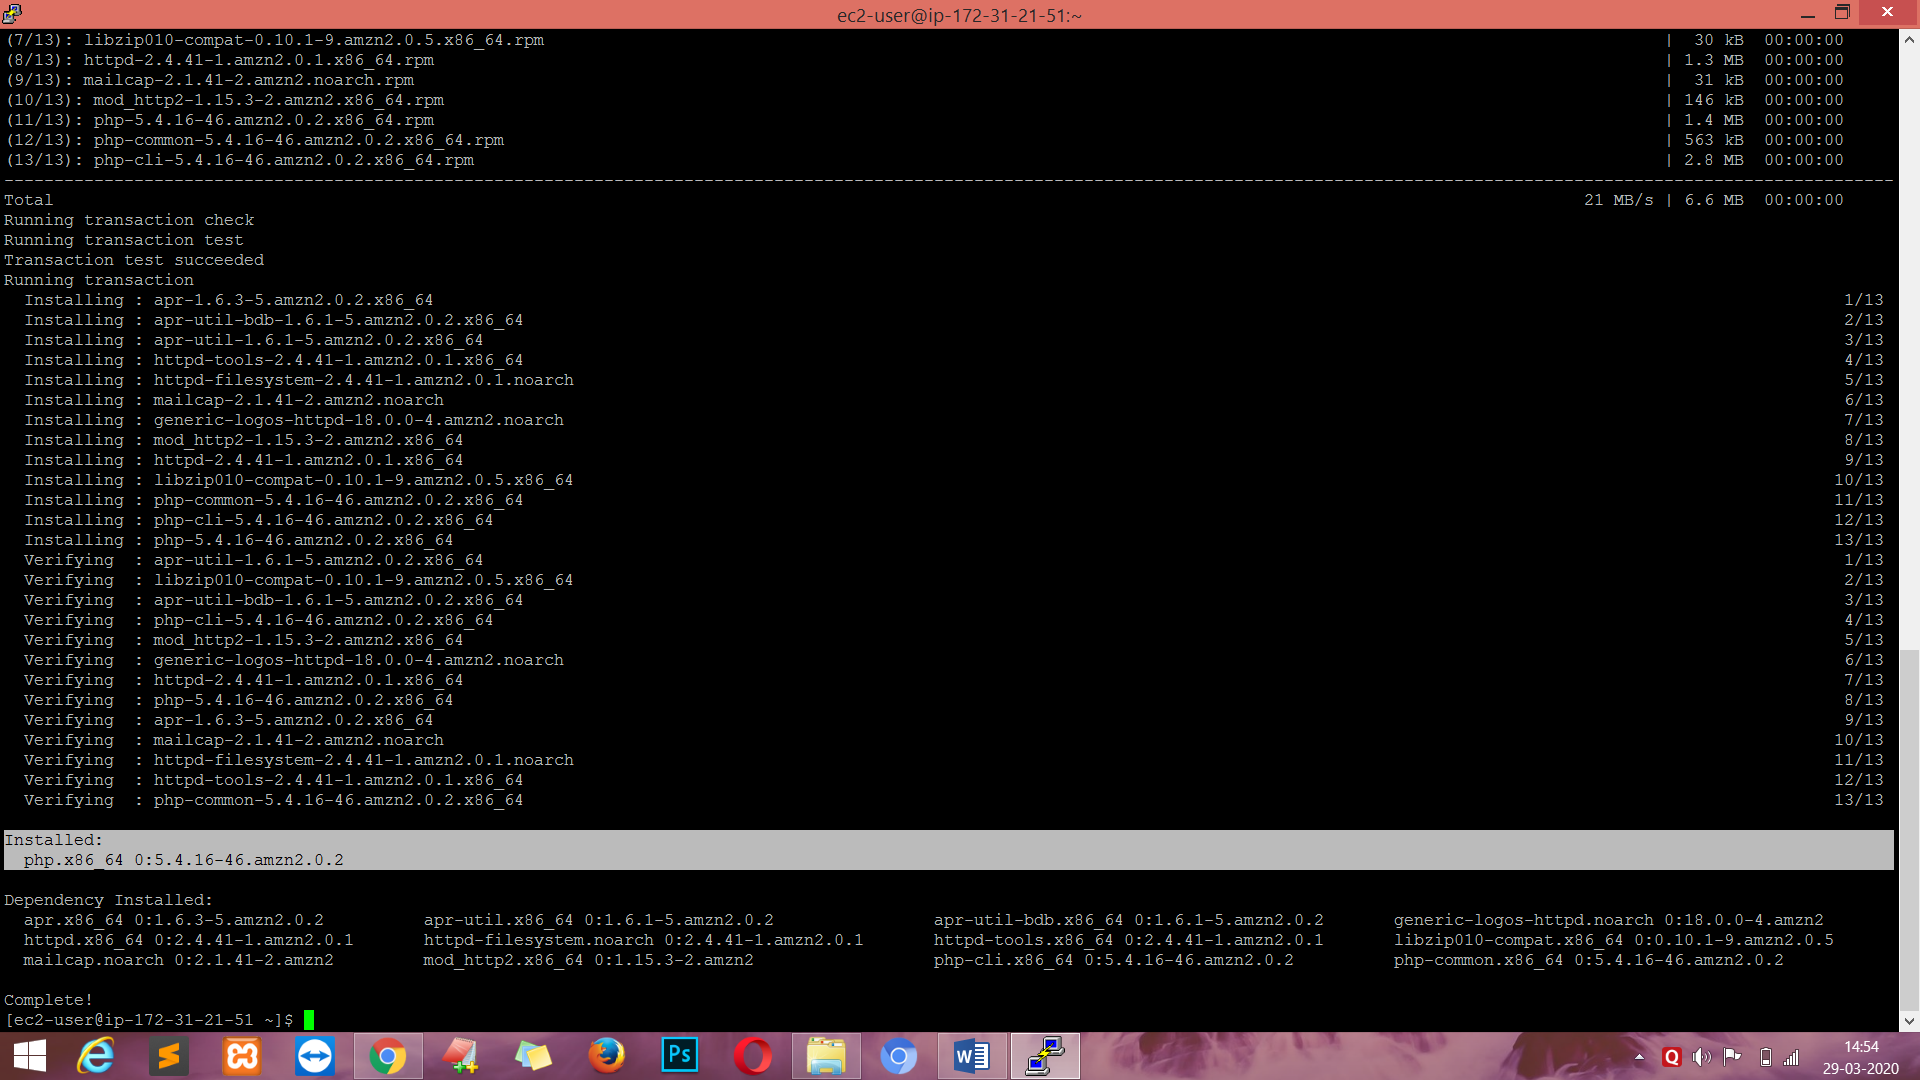 ec2-user@ip-172-31-21-51:~
(7/13): libzip010-compat-0.10.1-9.amzn2.0.5.x86_64.rpm | 30 kB 00:00:00
(8/13): httpd-2.4.41-1.amzn2.0.1.x86_64.rpm | 1.3 MB 00:00:00
(9/13): mailcap-2.1.41-2.amzn2.noarch.rpm | 31 kB 00:00:00
(10/13): mod_http2-1.15.3-2.amzn2.x86_64.rpm | 146 kB 00:00:00
(11/13): php-5.4.16-46.amzn2.0.2.x86_64.rpm | 1.4 MB 00:00:00
(12/13): php-common-5.4.16-46.amzn2.0.2.x86_64.rpm | 563 kB 00:00:00
(13/13): php-cli-5.4.16-46.amzn2.0.2.x86_64.rpm | 2.8 MB 00:00:00
Total 21 MB/s | 6.6 MB 00:00:00
Running transaction check
Running transaction test
Transaction test succeeded
Running transaction
Installing : apr-1.6.3-5.amzn2.0.2.x86_64 1/13
Installing : apr-util-bdb-1.6.1-5.amzn2.0.2.x86_64 2/13
Installing : apr-util-1.6.1-5.amzn2.0.2.x86_64 3/13
Installing : httpd-tools-2.4.41-1.amzn2.0.1.x86_64 4/13
Installing : httpd-filesystem-2.4.41-1.amzn2.0.1.noarch 5/13
Installing : mailcap-2.1.41-2.amzn2.noarch 6/13
Installing : generic-logos-httpd-18.0.0-4.amzn2.noarch 7/13
Installing : mod_http2-1.15.3-2.amzn2.x86_64 8/13
Installing : httpd-2.4.41-1.amzn2.0.1.x86_64 9/13
Installing : libzip010-compat-0.10.1-9.amzn2.0.5.x86_64 10/13
Installing : php-common-5.4.16-46.amzn2.0.2.x86_64 11/13
Installing : php-cli-5.4.16-46.amzn2.0.2.x86_64 12/13
Installing : php-5.4.16-46.amzn2.0.2.x86_64 13/13
Verifying : apr-util-1.6.1-5.amzn2.0.2.x86_64 1/13
Verifying : libzip010-compat-0.10.1-9.amzn2.0.5.x86_64 2/13
Verifying : apr-util-bdb-1.6.1-5.amzn2.0.2.x86_64 3/13
Verifying : php-cli-5.4.16-46.amzn2.0.2.x86_64 4/13
Verifying : mod_http2-1.15.3-2.amzn2.x86_64 5/13
Verifying : generic-logos-httpd-18.0.0-4.amzn2.noarch 6/13
Verifying : httpd-2.4.41-1.amzn2.0.1.x86_64 7/13
Verifying : php-5.4.16-46.amzn2.0.2.x86_64 8/13
Verifying : apr-1.6.3-5.amzn2.0.2.x86_64 9/13
Verifying : mailcap-2.1.41-2.amzn2.noarch 10/13
Verifying : httpd-filesystem-2.4.41-1.amzn2.0.1.noarch 11/13
Verifying : httpd-tools-2.4.41-1.amzn2.0.1.x86_64 12/13
Verifying : php-common-5.4.16-46.amzn2.0.2.x86_64 13/13
Installed:
php.x86_64 0:5.4.16-46.amzn2.0.2
Dependency Installed:
apr.x86_64 0:1.6.3-5.amzn2.0.2 apr-util.x86_64 0:1.6.1-5.amzn2.0.2 apr-util-bdb.x86_64 0:1.6.1-5.amzn2.0.2 generic-logos-httpd.noarch 0:18.0.0-4.amzn2
httpd.x86_64 0:2.4.41-1.amzn2.0.1 httpd-filesystem.noarch 0:2.4.41-1.amzn2.0.1 httpd-tools.x86_64 0:2.4.41-1.amzn2.0.1 libzip010-compat.x86_64 0:0.10.1-9.amzn2.0.5
mailcap.noarch 0:2.1.41-2.amzn2 mod_http2.x86_64 0:1.15.3-2.amzn2 php-cli.x86_64 0:5.4.16-46.amzn2.0.2 php-common.x86_64 0:5.4.16-46.amzn2.0.2
Complete!
[ec2-user@ip-172-31-21-51 ~]$
Ps
W
Q
14:54
29-03-2020